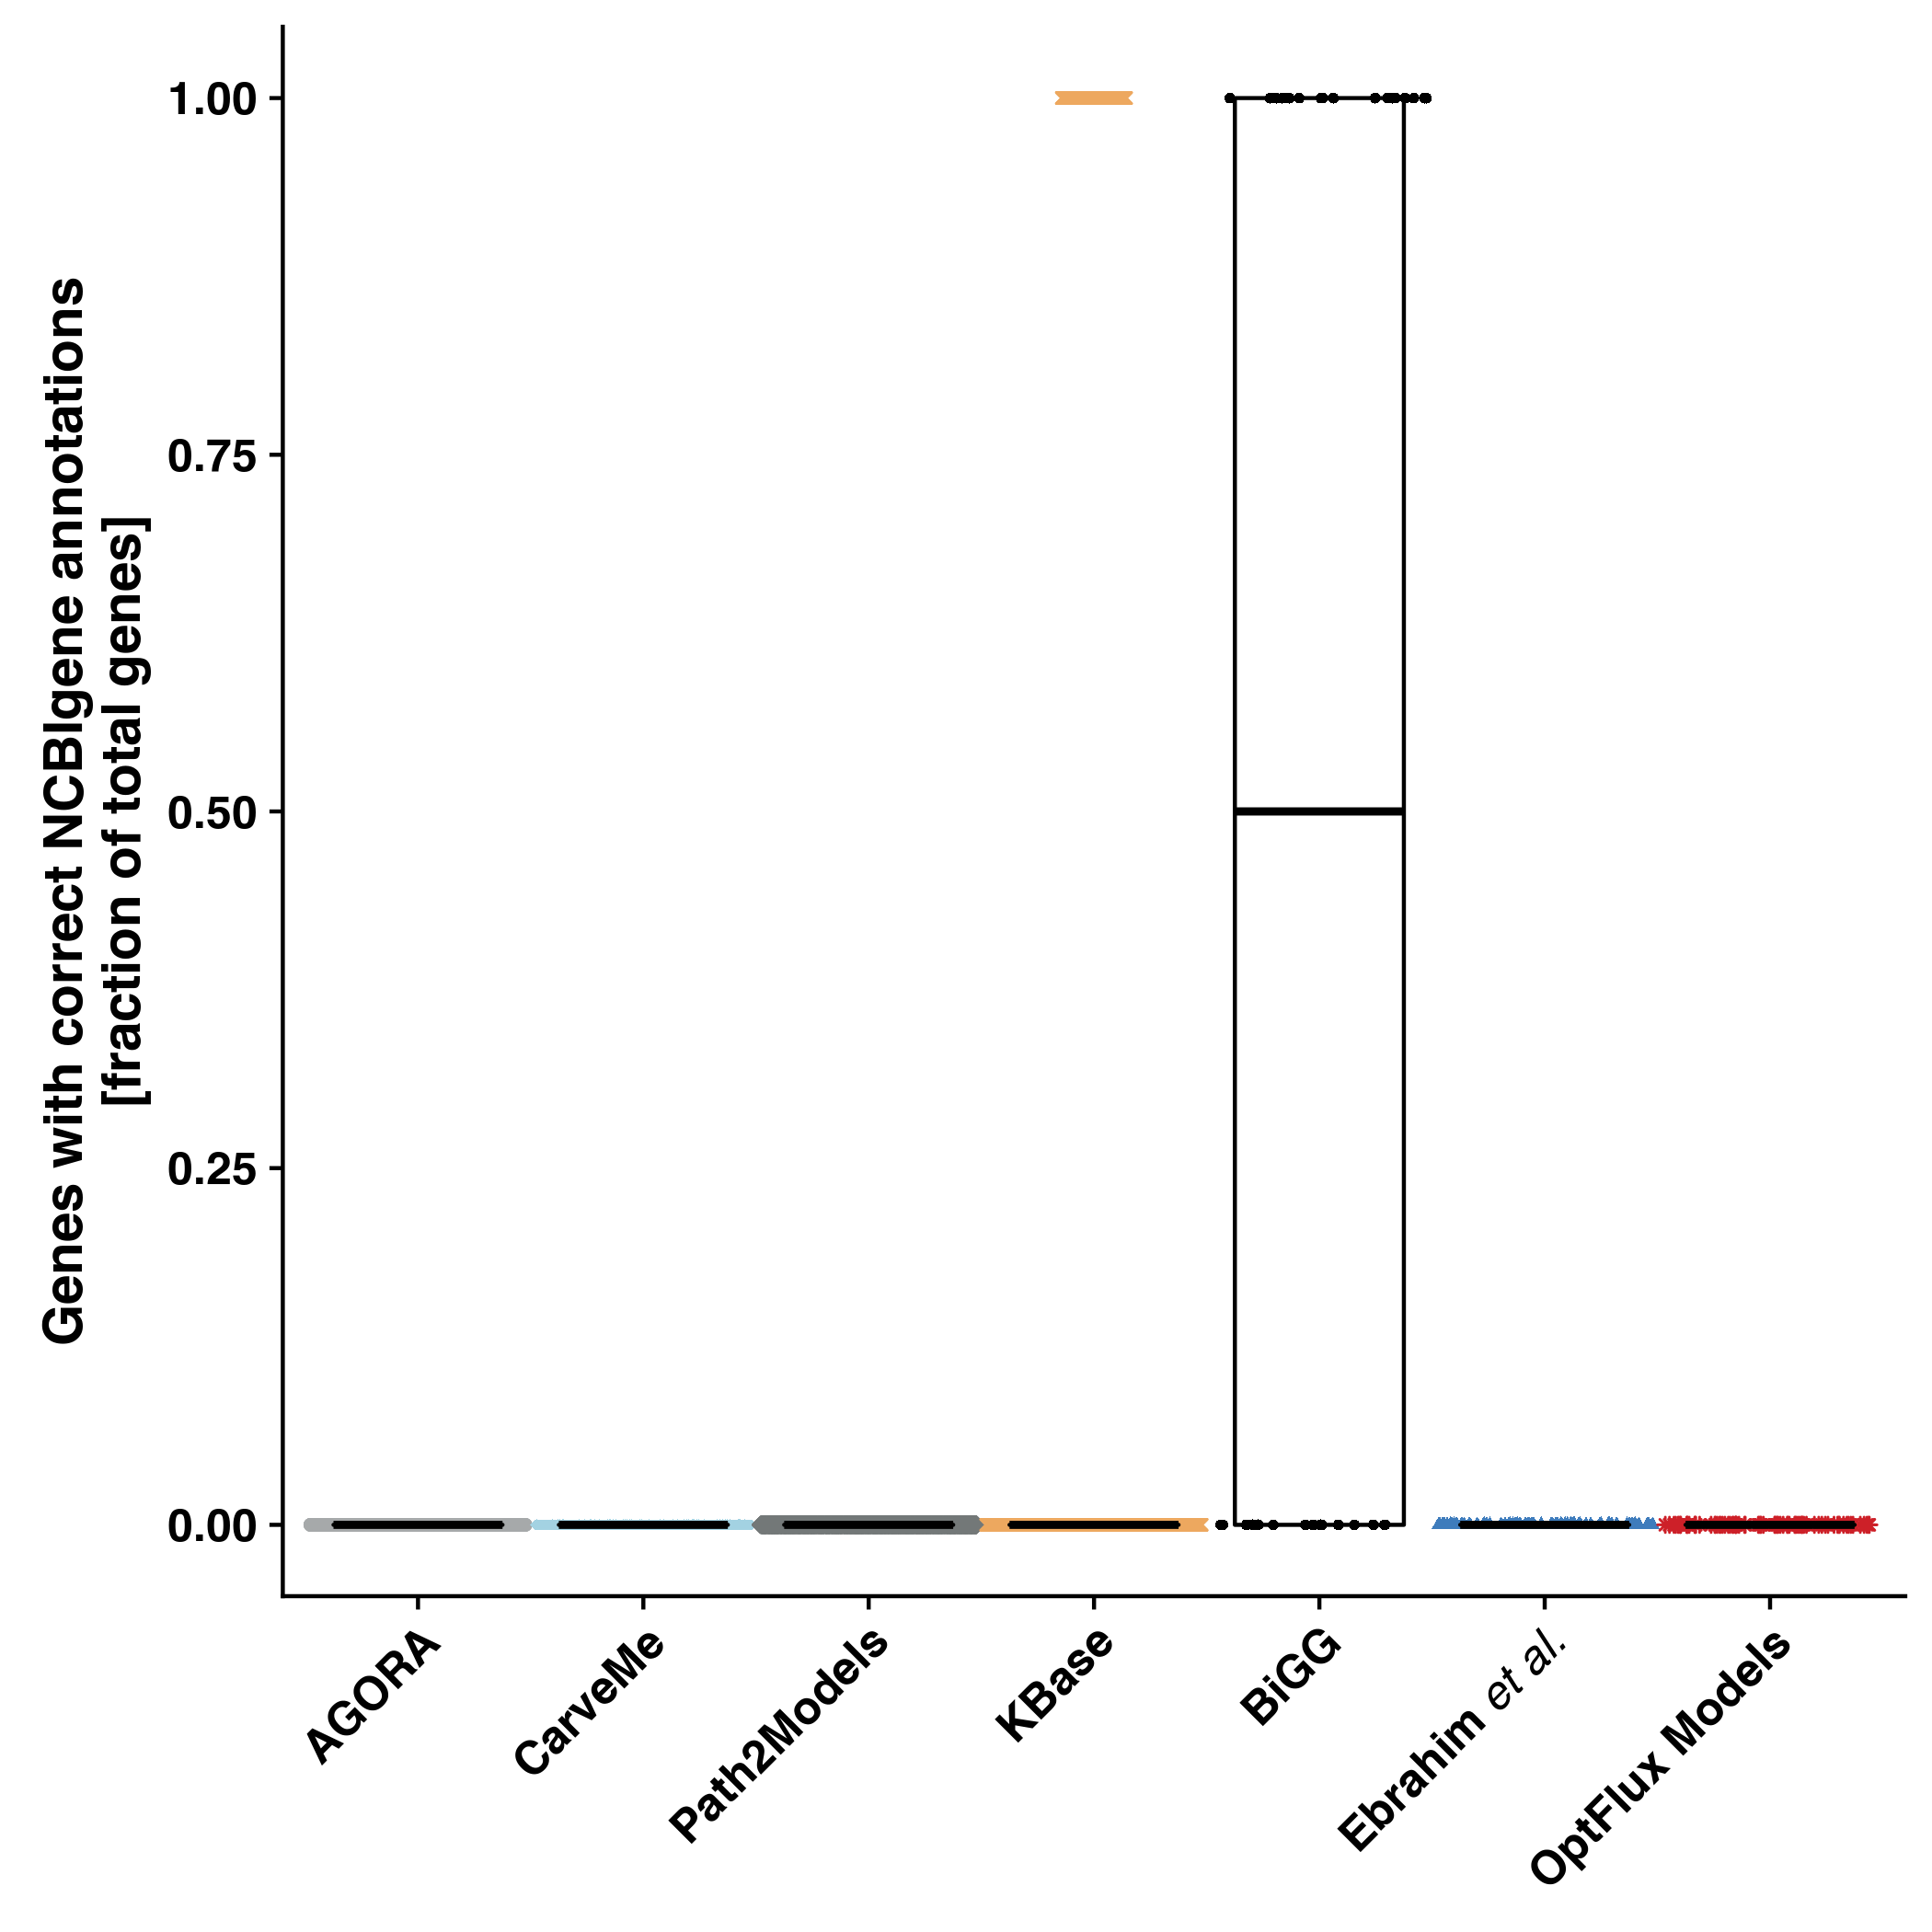 Genes with correct NCBIgene annotations
[fraction of total genes]
1.00
0.75
0.50
0.25
0.00
AGORA
CarveMe
Path2Models
KBase
BiGG
Ebrahim et al.
OptFlux Models